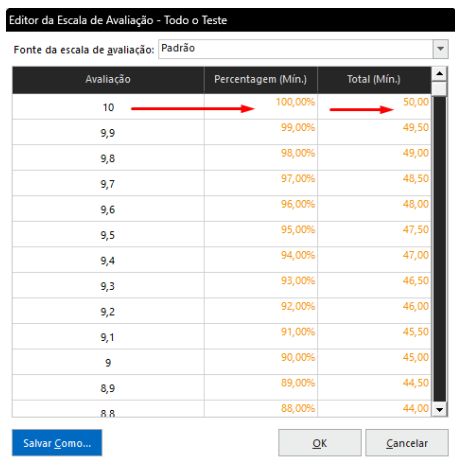 Editor da Escala de Avaliação - Todo o Teste
Fonte da escala de avaliação: Padrão
Avaliação Percentagem (Mín.) Total (Mín.)
10 100,00% 50,00
9,9 99,00% 49,50
9,8 98,00% 49,00
9,7 97,00% 48,50
9,6 96,00% 48,00
9,5 95,00% 47,50
9,4 94,00% 47,00
9,3 93,00% 46,50
9,2 92,00% 46,00
9,1 91,00% 45,50
9 90,00% 45,00
8,9 89,00% 44,50
8,8 88,00% 44,00
Salvar Como... OK Cancelar